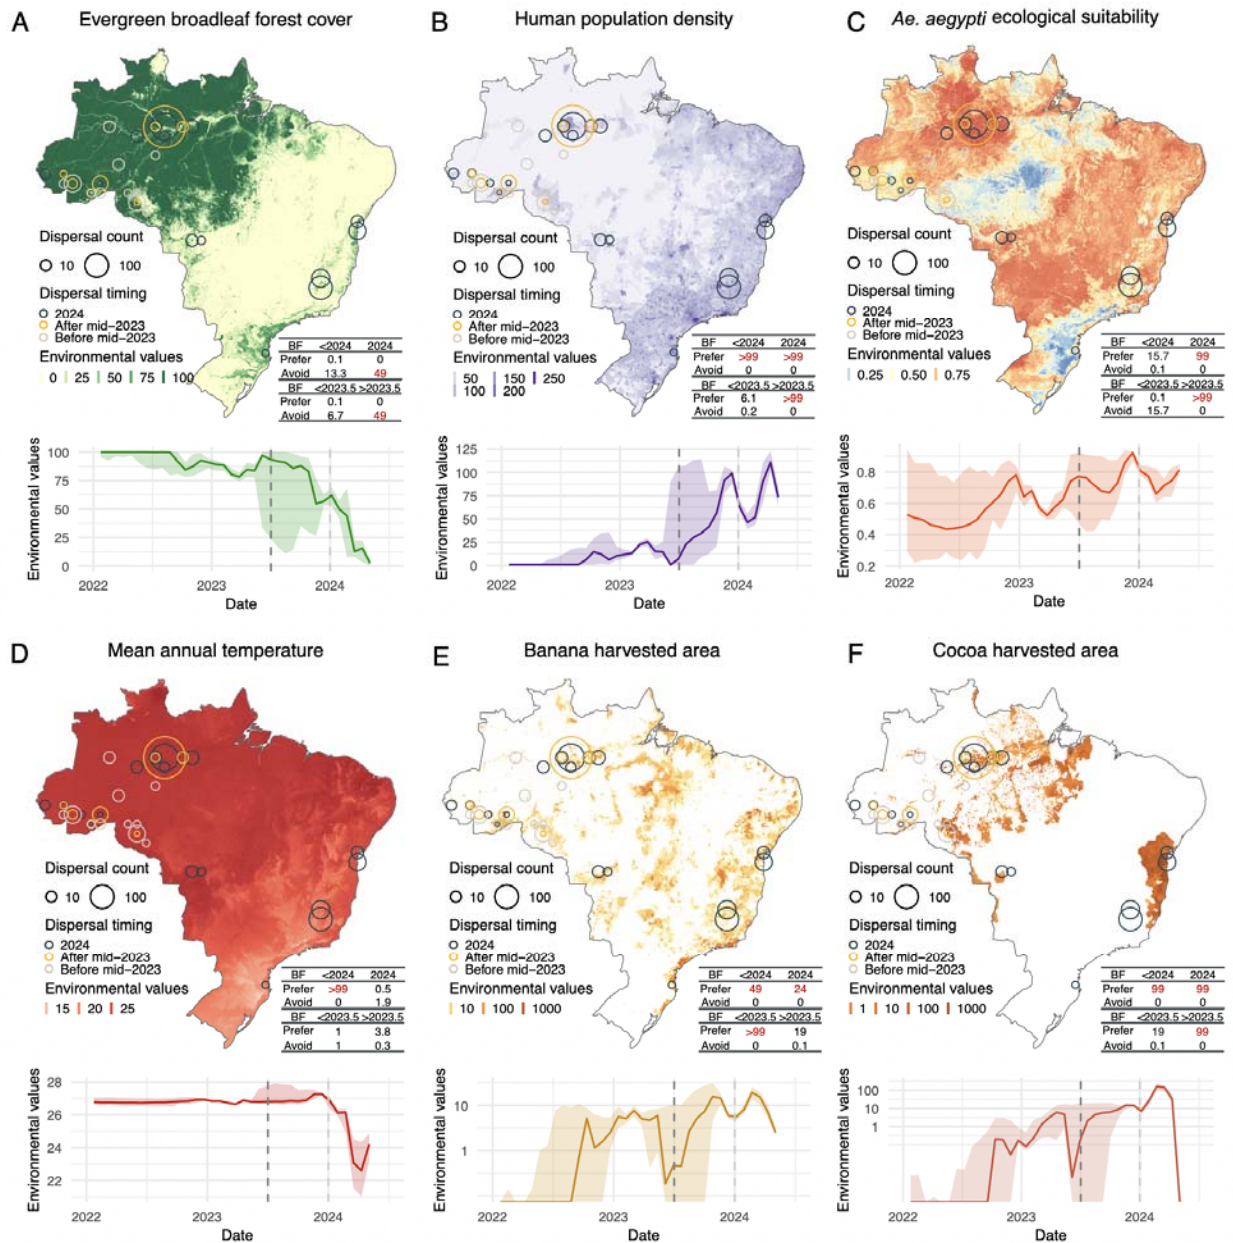 A Evergreen broadleaf forest cover
Dispersal count
10 100
Dispersal timing
2024
After mid-2023
Before mid-2023
Environmental values
0 25 50 75 100
BF <2024 2024
Prefer 0.1 0
Avoid 13.3 49
BF <2023.5 >2023.5
Prefer 0.1 0
Avoid 6.7 49
Environmental values
100
75
50
25
0
2022 2023 2024
Date
B Human population density
Dispersal count
10 100
Dispersal timing
2024
After mid-2023
Before mid-2023
Environmental values
50 150 250
100 200
BF <2024 2024
Prefer >99 >99
Avoid 0 0
BF <2023.5 >2023.5
Prefer 6.1 >99
Avoid 0.2 0
Environmental values
125
100
75
50
25
0
2022 2023 2024
Date
C Ae. aegypti ecological suitability
Dispersal count
10 100
Dispersal timing
2024
After mid-2023
Before mid-2023
Environmental values
0.25 0.50 0.75
BF <2024 2024
Prefer 15.7 99
Avoid 0.1 0
BF <2023.5 >2023.5
Prefer 0.1 >99
Avoid 15.7 0
Environmental values
0.8
0.6
0.4
0.2
2022 2023 2024
Date
D Mean annual temperature
Dispersal count
10 100
Dispersal timing
2024
After mid-2023
Before mid-2023
Environmental values
15 20 25
BF <2024 2024
Prefer >99 0.5
Avoid 0 1.9
BF <2023.5 >2023.5
Prefer 1 3.8
Avoid 1 0.3
Environmental values
28
26
24
22
2022 2023 2024
Date
E Banana harvested area
Dispersal count
10 100
Dispersal timing
2024
After mid-2023
Before mid-2023
Environmental values
10 100 1000
BF <2024 2024
Prefer 49 24
Avoid 0 0
BF <2023.5 >2023.5
Prefer >99 19
Avoid 0 0.1
Environmental values
10
1
2022 2023 2024
Date
F Cocoa harvested area
Dispersal count
10 100
Dispersal timing
2024
After mid-2023
Before mid-2023
Environmental values
1 10 100 1000
BF <2024 2024
Prefer 99 99
Avoid 0 0
BF <2023.5 >2023.5
Prefer 19 99
Avoid 0.1 0
Environmental values
100
10
1
2022 2023 2024
Date